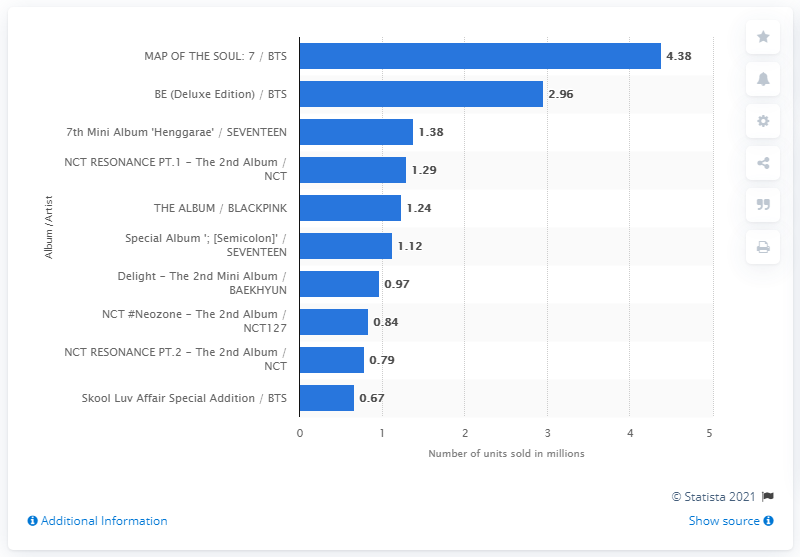 MAP OF THE SOUL: 7 / BTS
4.38
BE (Deluxe Edition) / BTS
2.96
7th Mini Album 'Henggarae' / SEVENTEEN
1.38
NCT RESONANCE PT.1 - The 2nd Album /
NCT
1.29
THE ALBUM / BLACKPINK
1.24
Special Album '; [Semicolon]' /
SEVENTEEN
1.12
Delight - The 2nd Mini Album /
BAEKHYUN
0.97
NCT #Neozone - The 2nd Album /
NCT127
0.84
NCT RESONANCE PT.2 - The 2nd Album /
NCT
0.79
Skool Luv Affair Special Addition / BTS
0.67
Album /Artist
0 1 2 3 4 5
Number of units sold in millions
© Statista 2021
Additional Information
Show source